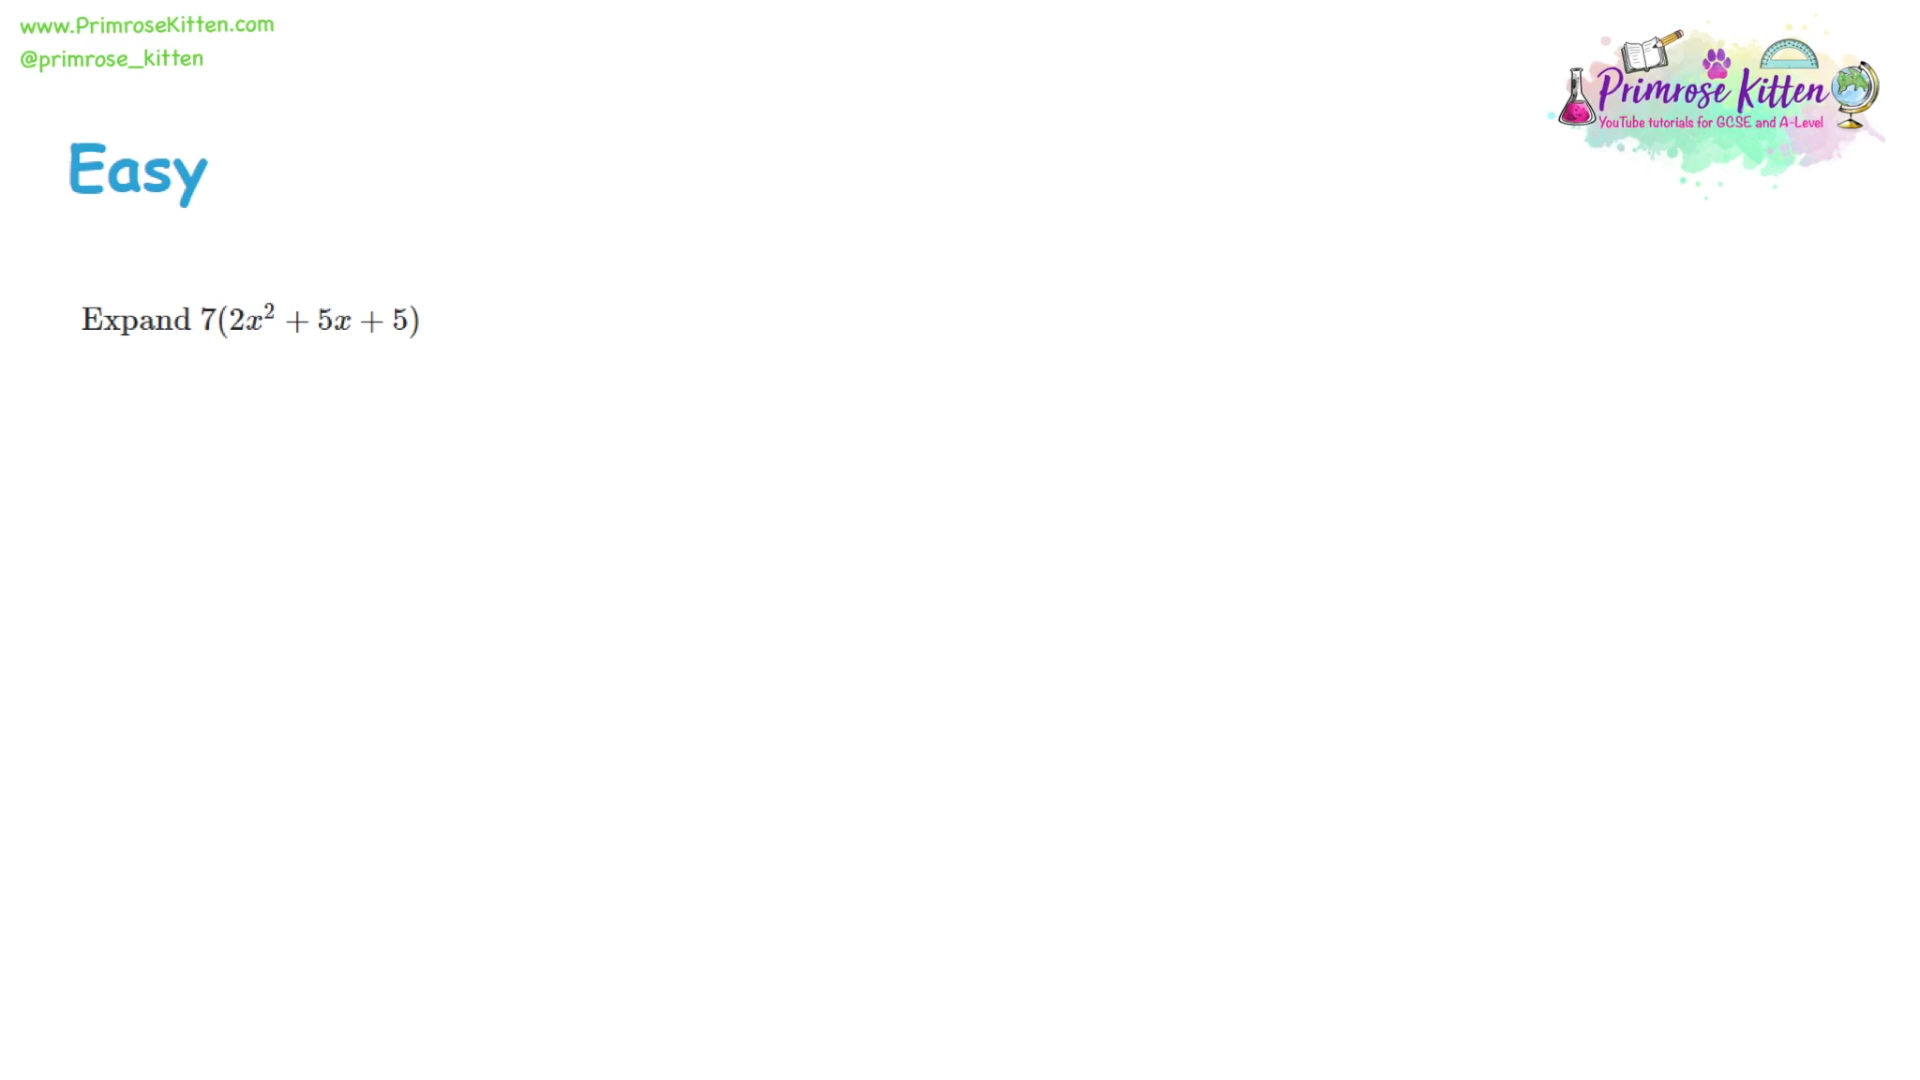 www.PrimroseKitten.com
@primrose_kitten
Primrose Kitten
YouTube tutorials for GCSE and A-Level
Easy
Expand 7(2x² + 5x + 5)